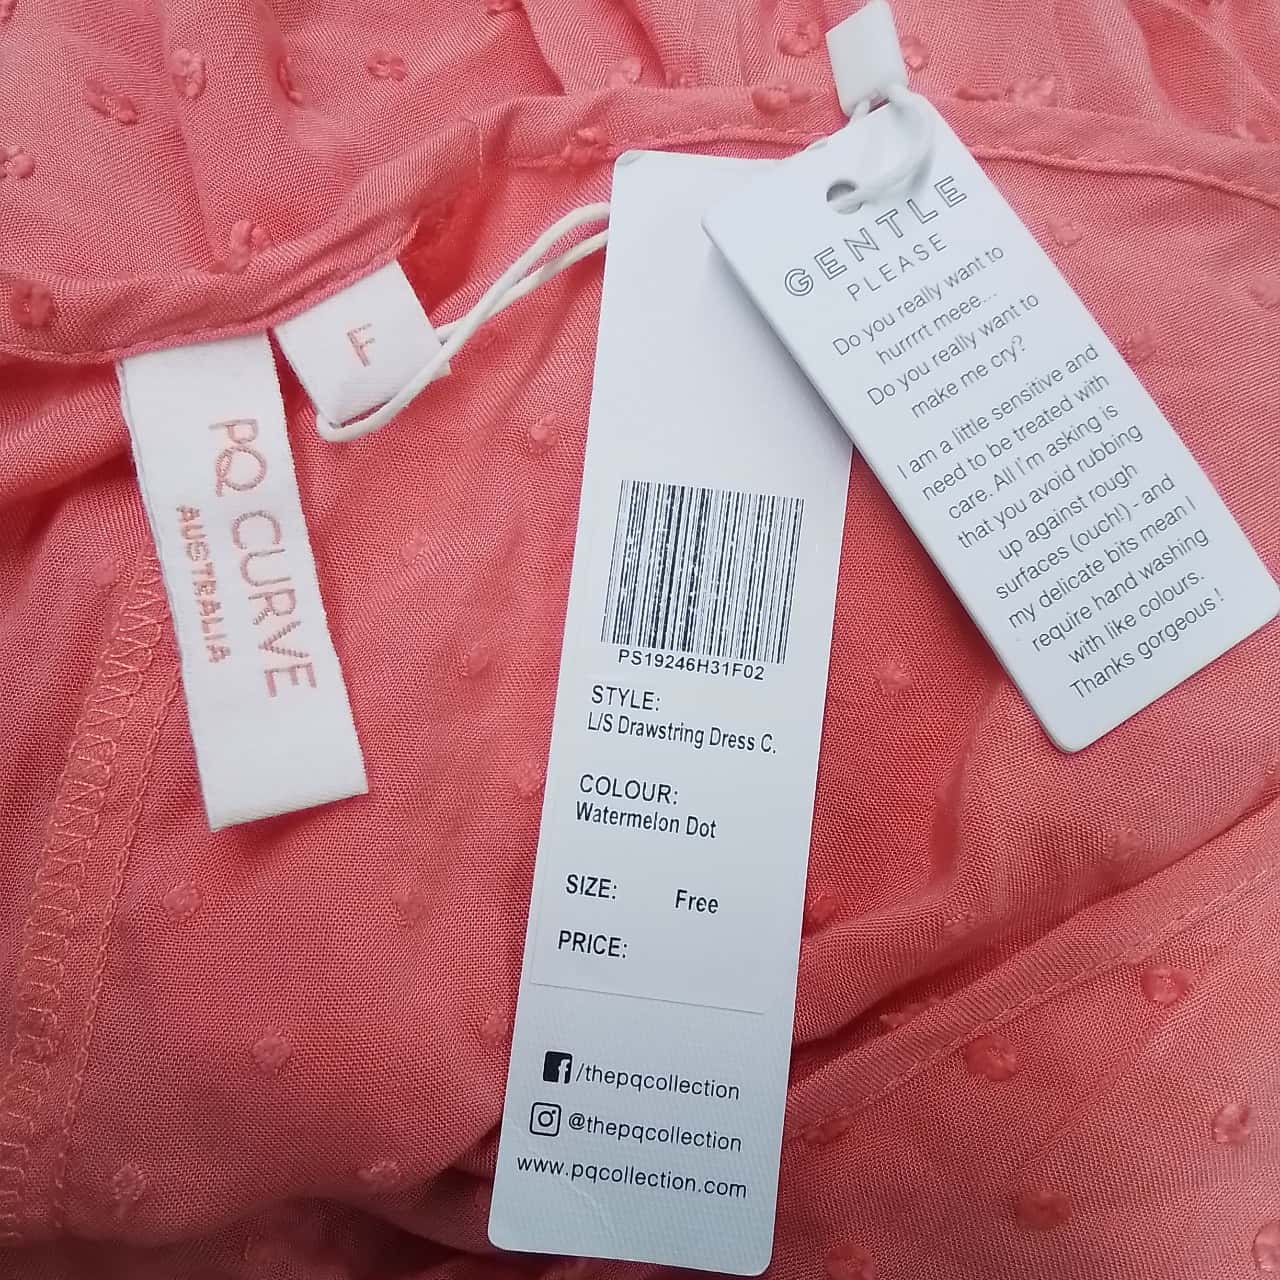 F
PQ CURVE
AUSTRALIA
PS19246H31F02
STYLE:
L/S Drawstring Dress C.
COLOUR:
Watermelon Dot
SIZE: Free
PRICE:
/thepqcollection
@thepqcollection
www.pqcollection.com
GENTLE
PLEASE
Do you really want to
hurrrt meee...
Do you really want to
make me cry?
I am a little sensitive and
need to be treated with
care. All I'm asking is
that you avoid rubbing
up against rough
surfaces (ouch!) - and
my delicate bits mean I
require hand washing
with like colours.
Thanks gorgeous!